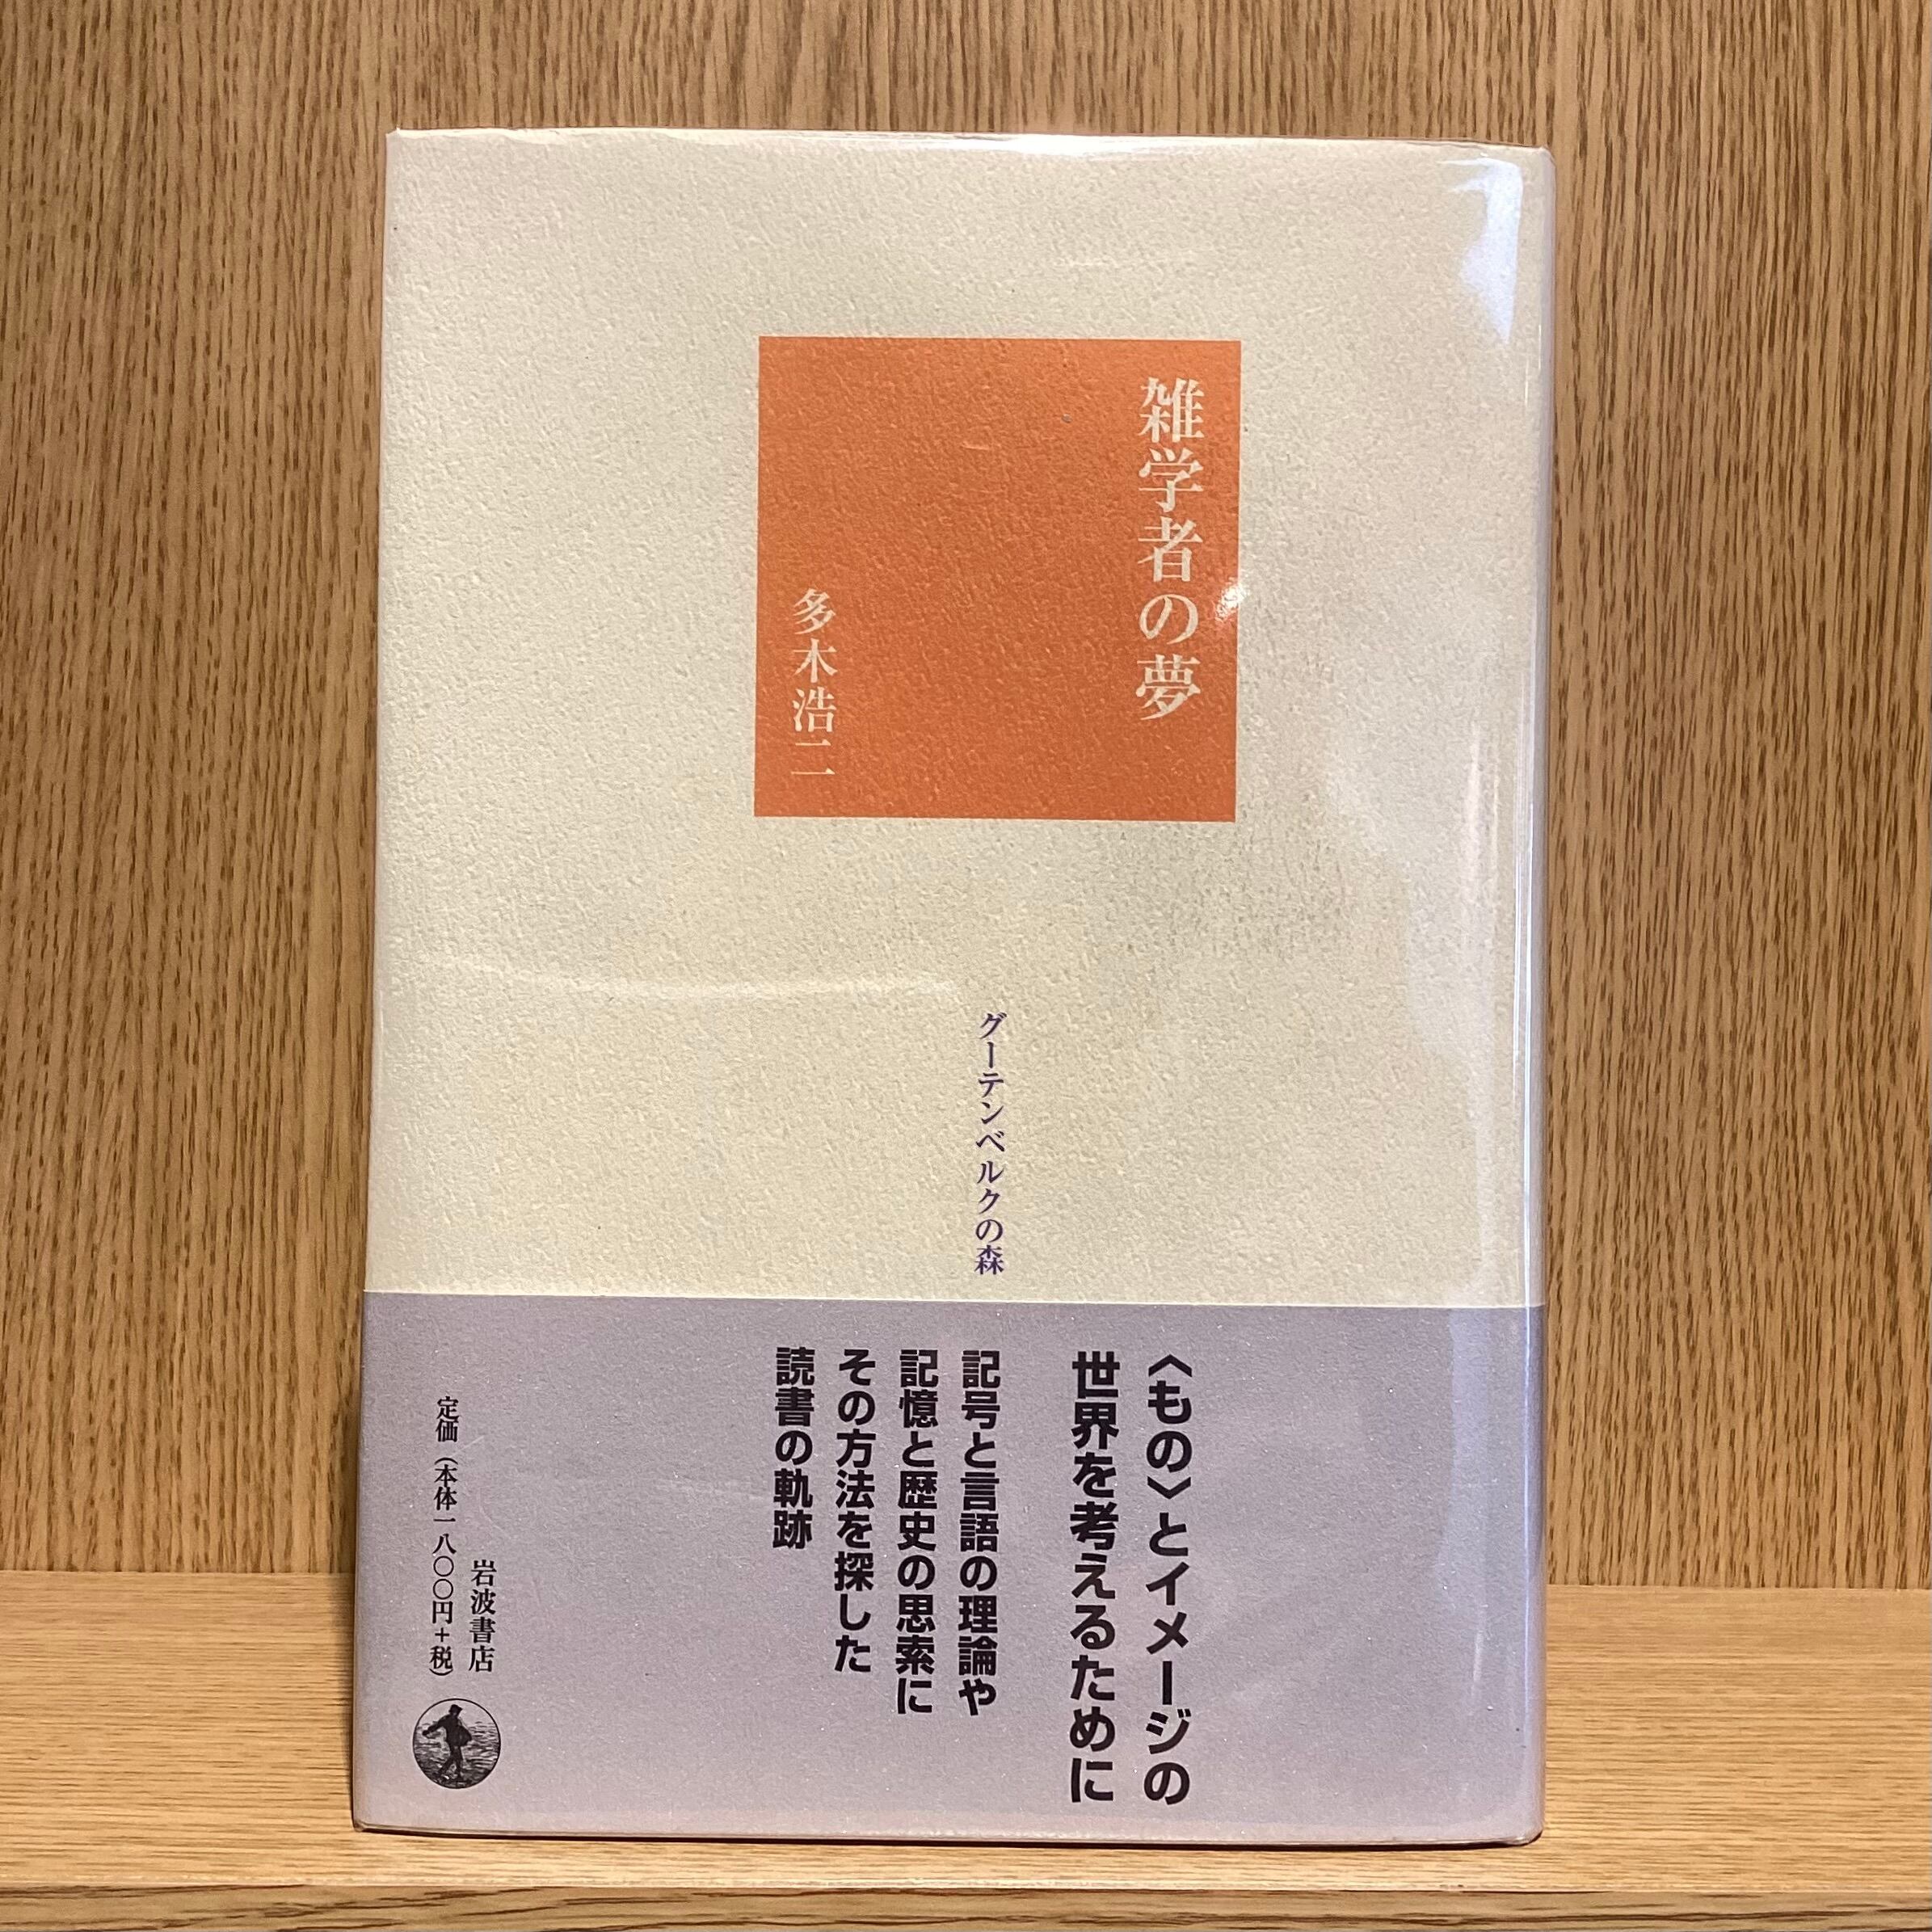 雑学者の夢
多木浩二
グーテンベルクの森
〈もの〉とイメージの
世界を考えるために
記号と言語の理論や
記憶と歴史の思索に
その方法を探した
読書の軌跡
岩波書店
定価（本体一八〇〇円+税）